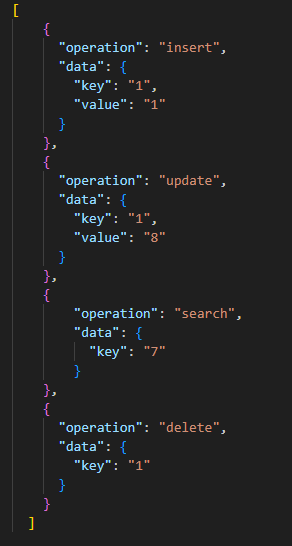 [
{
"operation": "insert",
"data": {
"key": "1",
"value": "1"
}
},
{
"operation": "update",
"data": {
"key": "1",
"value": "8"
}
},
{
"operation": "search",
"data": {
"key": "7"
}
},
{
"operation": "delete",
"data": {
"key": "1"
}
}
]